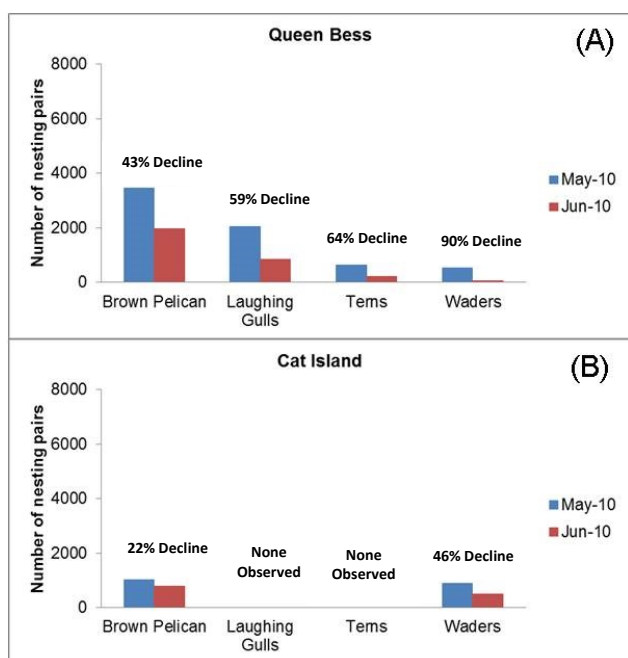 Queen Bess
(A)
Number of nesting pairs
8000
6000
4000
2000
0
43% Decline
59% Decline
64% Decline
90% Decline
May-10
Jun-10
Brown Pelican
Laughing
Gulls
Terns
Waders
Cat Island
(B)
Number of nesting pairs
8000
6000
4000
2000
0
22% Decline
None
Observed
None
Observed
46% Decline
May-10
Jun-10
Brown Pelican
Laughing
Gulls
Terns
Waders